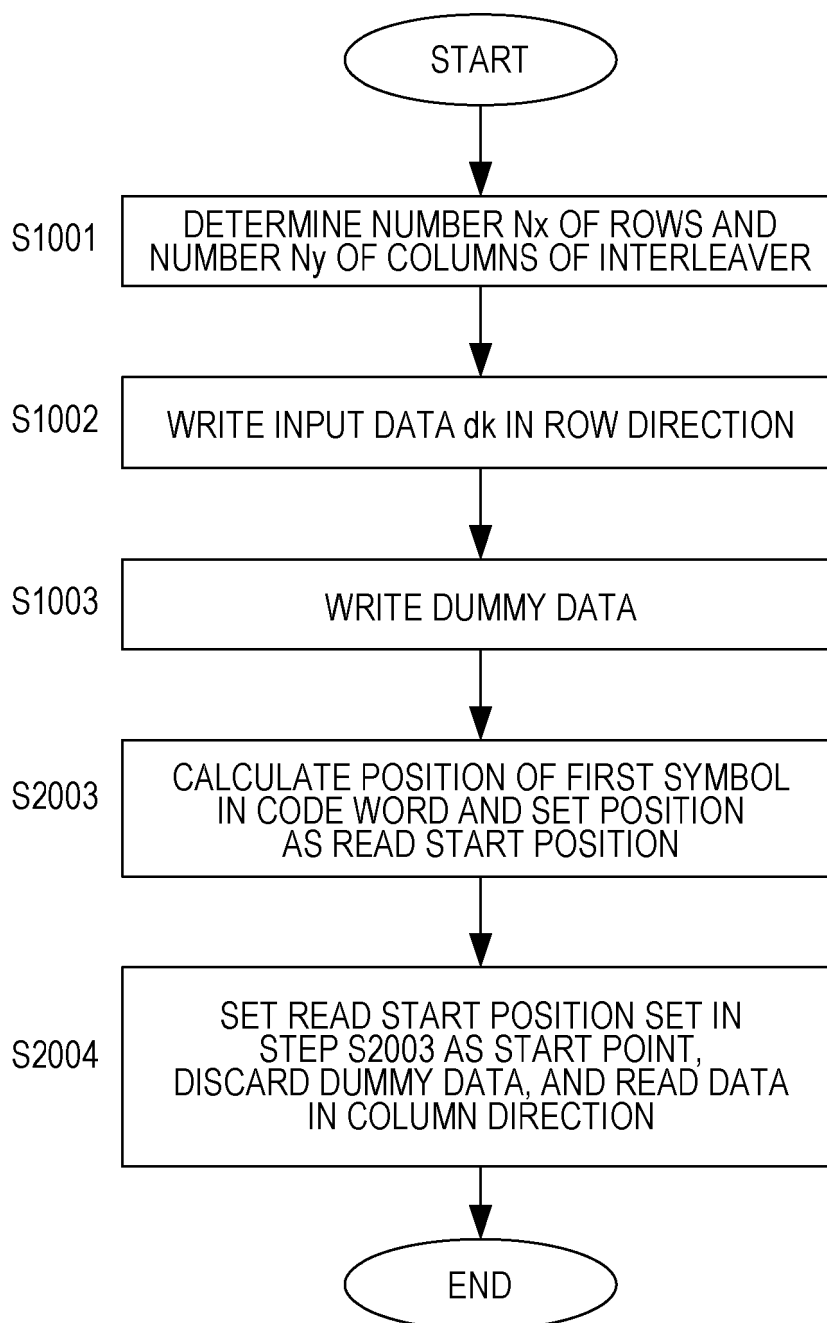 START
S1001
DETERMINE NUMBER Nx OF ROWS AND
NUMBER Ny OF COLUMNS OF INTERLEAVER
S1002
WRITE INPUT DATA dk IN ROW DIRECTION
S1003
WRITE DUMMY DATA
S2003
CALCULATE POSITION OF FIRST SYMBOL
IN CODE WORD AND SET POSITION
AS READ START POSITION
S2004
SET READ START POSITION SET IN
STEP S2003 AS START POINT,
DISCARD DUMMY DATA, AND READ DATA
IN COLUMN DIRECTION
END